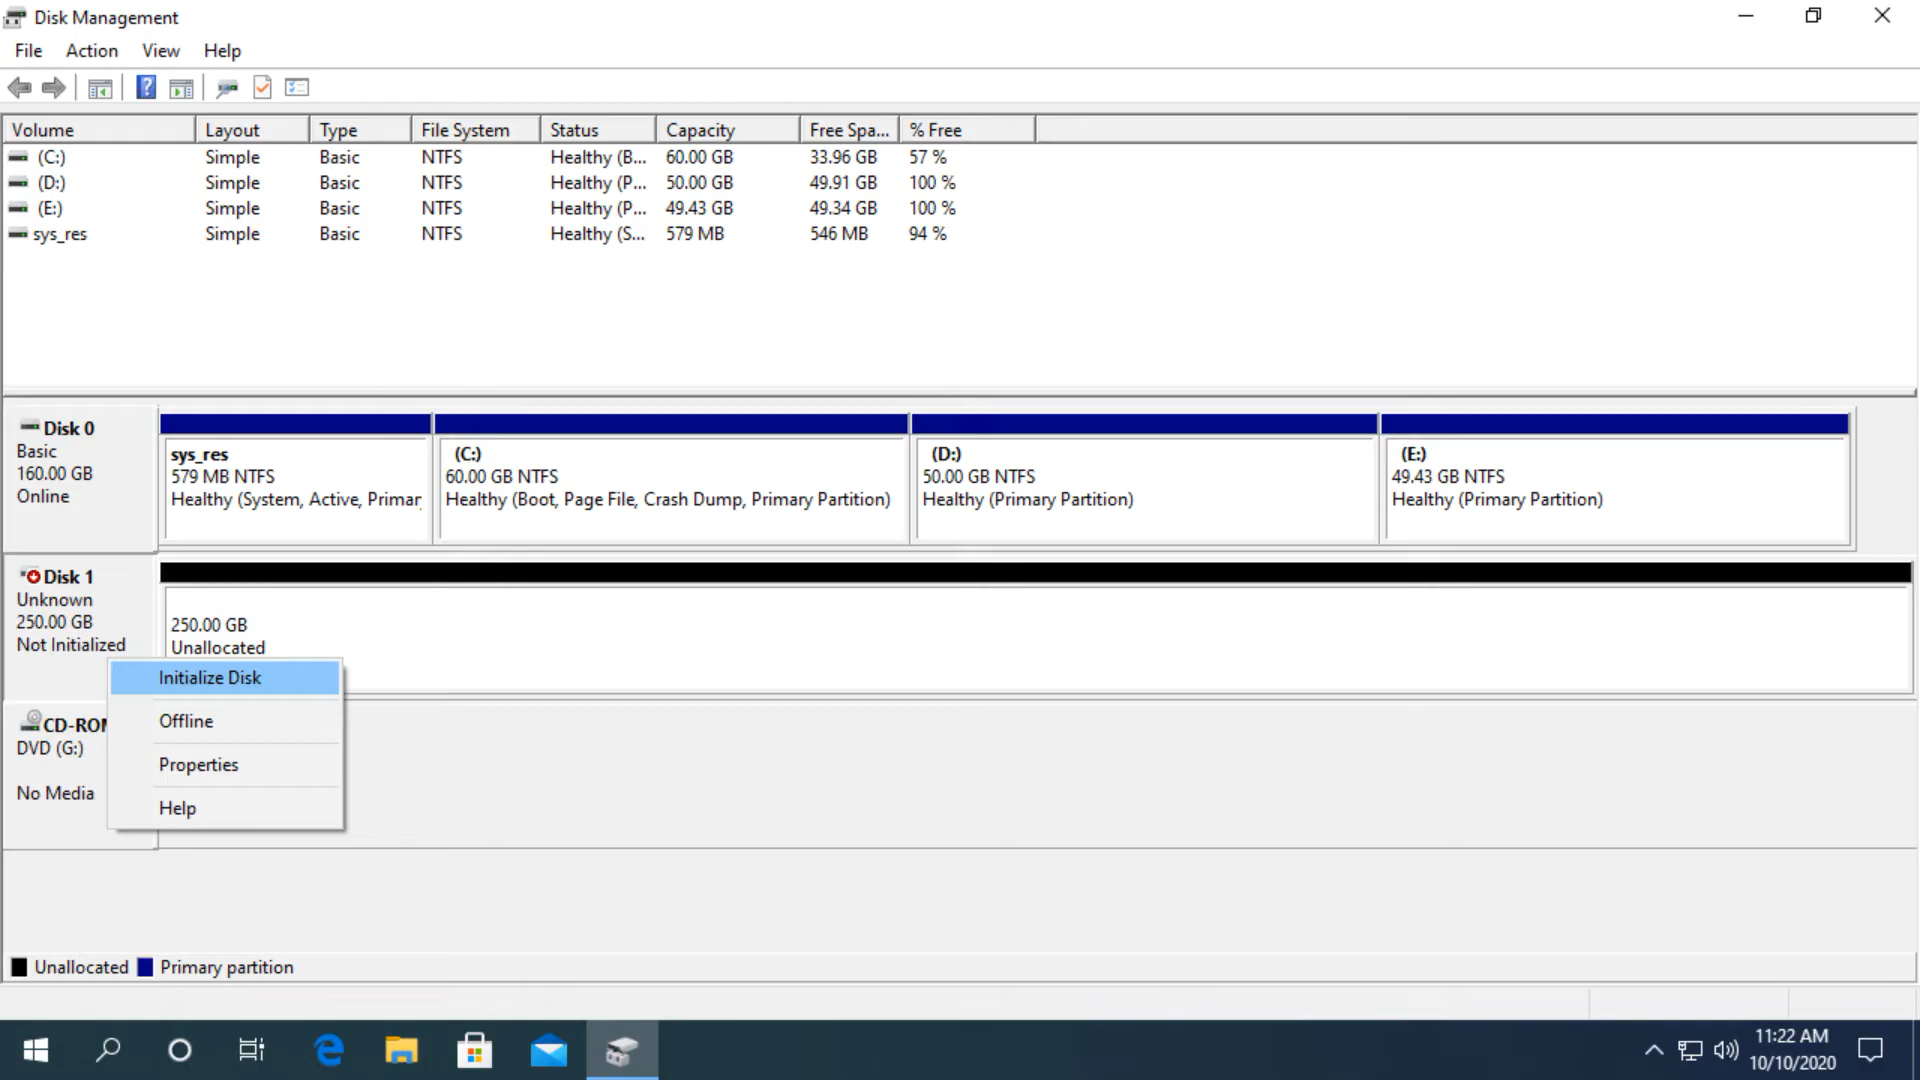 Disk Management
File Action View Help
Volume Layout Type File System Status Capacity Free Spa... % Free
(C:) Simple Basic NTFS Healthy (B... 60.00 GB 33.96 GB 57 %
(D:) Simple Basic NTFS Healthy (P... 50.00 GB 49.91 GB 100 %
(E:) Simple Basic NTFS Healthy (P... 49.43 GB 49.34 GB 100 %
sys_res Simple Basic NTFS Healthy (S... 579 MB 546 MB 94 %
Disk 0
Basic
160.00 GB
Online
sys_res
579 MB NTFS
Healthy (System, Active, Primar
(C:)
60.00 GB NTFS
Healthy (Boot, Page File, Crash Dump, Primary Partition)
(D:)
50.00 GB NTFS
Healthy (Primary Partition)
(E:)
49.43 GB NTFS
Healthy (Primary Partition)
Disk 1
Unknown
250.00 GB
Not Initialized
250.00 GB
Unallocated
Initialize Disk
Offline
Properties
Help
CD-ROM
DVD (G:)
No Media
Unallocated Primary partition
11:22 AM
10/10/2020